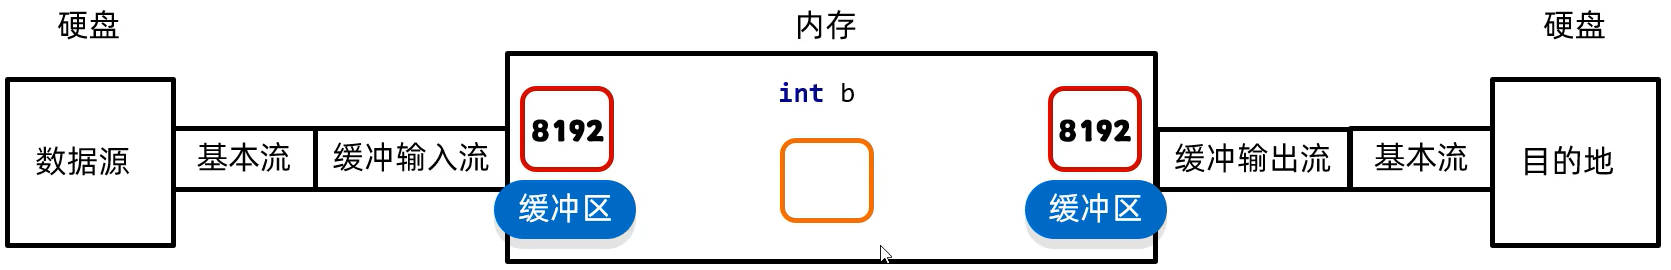 硬盘
内存
硬盘
int b
8192
8192
数据源
基本流
缓冲输入流
缓冲输出流
基本流
目的地
缓冲区
缓冲区